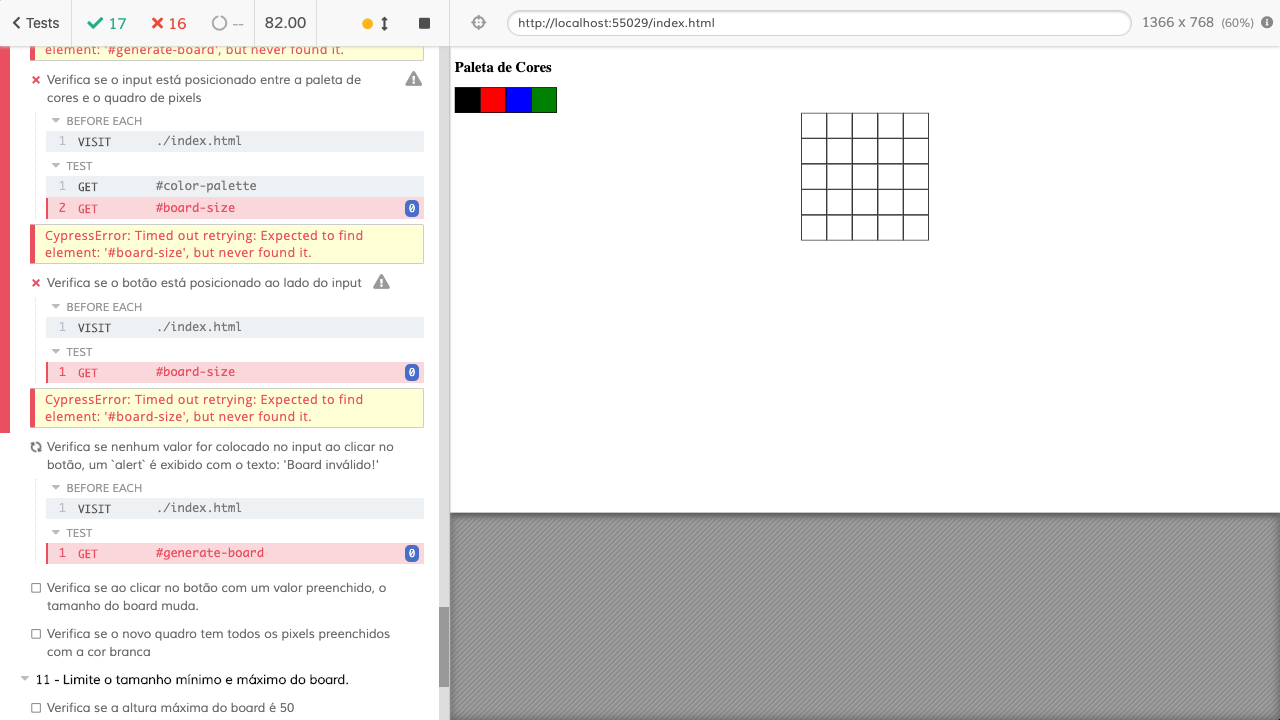 Tests 17 16 -- 82.00 http://localhost:55029/index.html 1366 x 768 (60%)
element: '#generate-board', but never found it.
Verifica se o input está posicionado entre a paleta de
cores e o quadro de pixels
BEFORE EACH
1 VISIT ./index.html
TEST
1 GET #color-palette
2 GET #board-size 0
CypressError: Timed out retrying: Expected to find
element: '#board-size', but never found it.
Verifica se o botão está posicionado ao lado do input
BEFORE EACH
1 VISIT ./index.html
TEST
1 GET #board-size 0
CypressError: Timed out retrying: Expected to find
element: '#board-size', but never found it.
Verifica se nenhum valor for colocado no input ao clicar no
botão, um `alert` é exibido com o texto: 'Board inválido!'
BEFORE EACH
1 VISIT ./index.html
TEST
1 GET #generate-board 0
Verifica se ao clicar no botão com um valor preenchido, o
tamanho do board muda.
Verifica se o novo quadro tem todos os pixels preenchidos
com a cor branca
11 - Limite o tamanho mínimo e máximo do board.
Verifica se a altura máxima do board é 50
Paleta de Cores